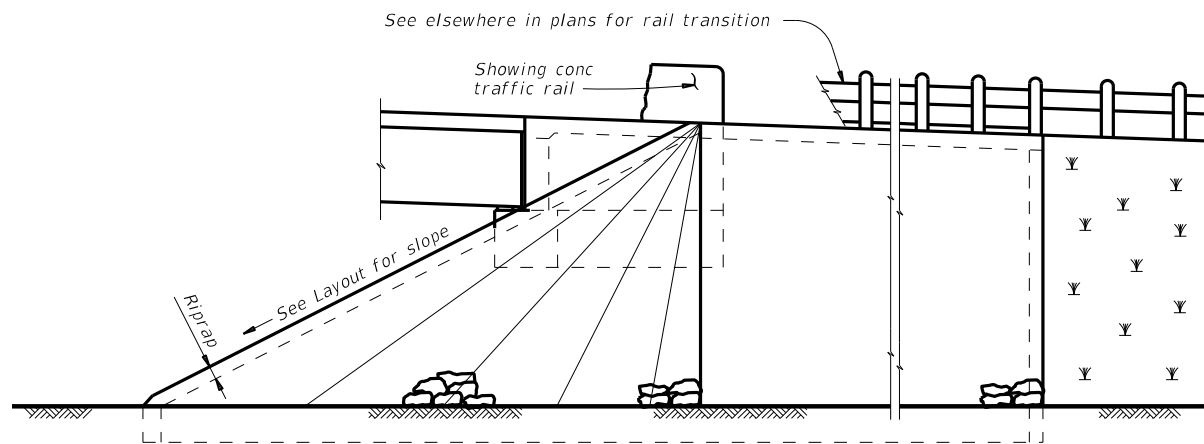 See elsewhere in plans for rail transition
Showing conc
traffic rail
See Layout for slope
Riprap